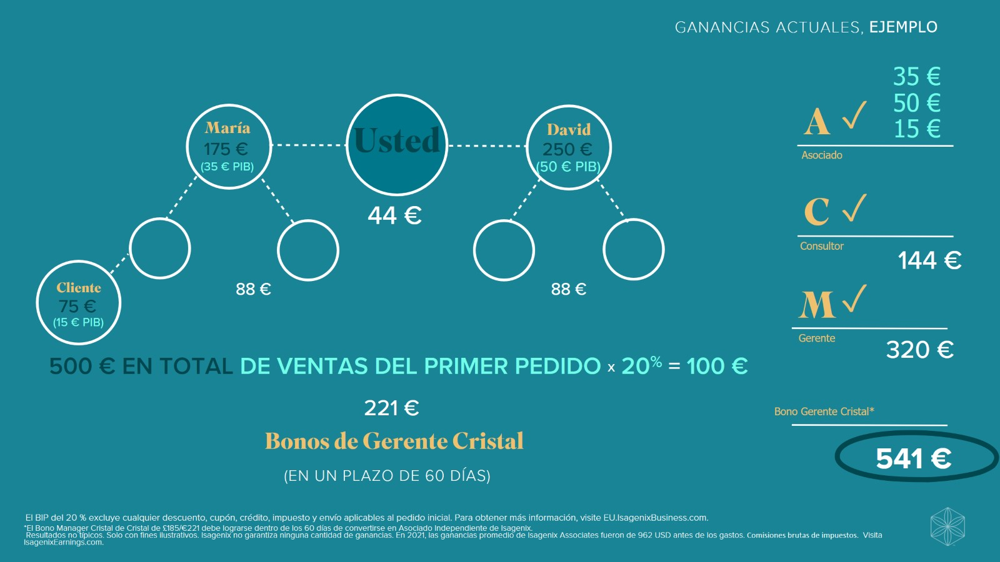 GANANCIAS ACTUALES, EJEMPLO
María
175 €
(35 € PIB)
Usted
44 €
David
250 €
(50 € PIB)
88 €
88 €
Cliente
75 €
(15 € PIB)
35 €
50 €
15 €
A ✓
Asociado
C ✓
Consultor
144 €
M ✓
Gerente
320 €
500 € EN TOTAL DE VENTAS DEL PRIMER PEDIDO x 20% = 100 €
221 €
Bonos de Gerente Cristal
(EN UN PLAZO DE 60 DÍAS)
Bono Gerente Cristal*
541 €
El BIP del 20 % excluye cualquier descuento, cupón, crédito, impuesto y envío aplicables al pedido inicial. Para obtener más información, visite EU.IsagenixBusiness.com.
*El Bono Manager Cristal de Cristal de £185/€221 debe lograrse dentro de los 60 días de convertirse en Asociado Independiente de Isagenix.
Resultados no típicos. Solo con fines ilustrativos. Isagenix no garantiza ninguna cantidad de ganancias. En 2021, las ganancias promedio de Isagenix Associates fueron de 962 USD antes de los gastos. Comisiones brutas de impuestos. Visita
IsagenixEarnings.com.